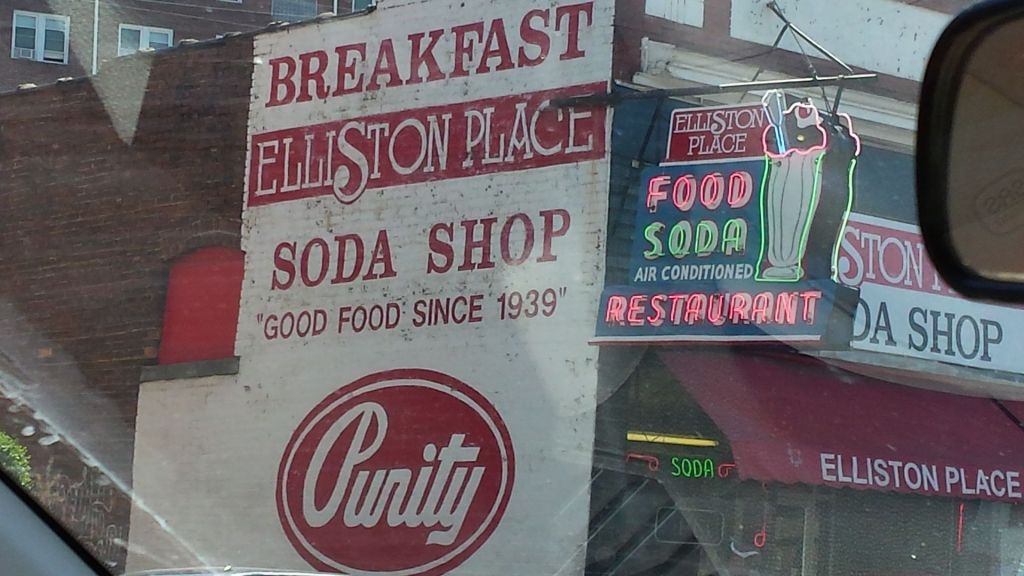 BREAKFAST
ELLISTON PLACE
SODA SHOP
"GOOD FOOD SINCE 1939"
Purity
ELLISTON
PLACE
FOOD
SODA
AIR CONDITIONED
RESTAURANT
STON
DA SHOP
SODA
ELLISTON PLACE